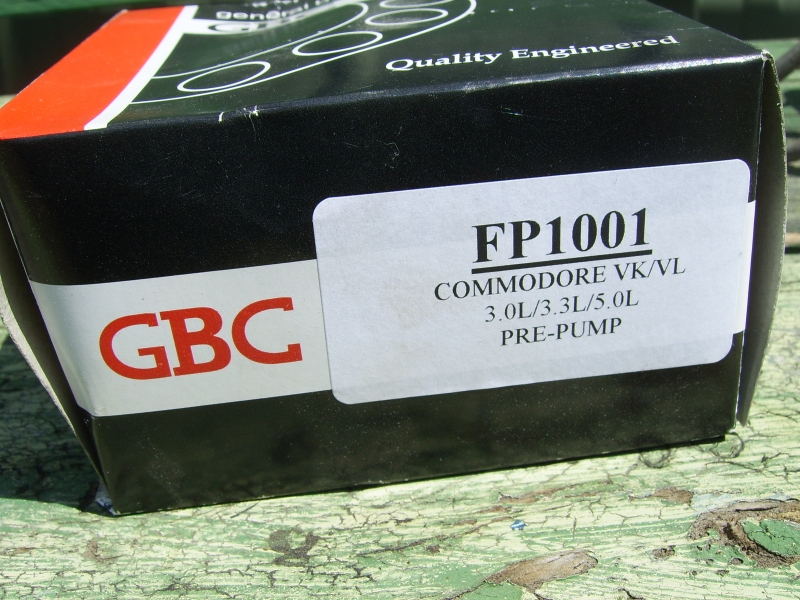 Quality Engineered
GBC
FP1001
COMMODORE VK/VL
3.0L/3.3L/5.0L
PRE-PUMP